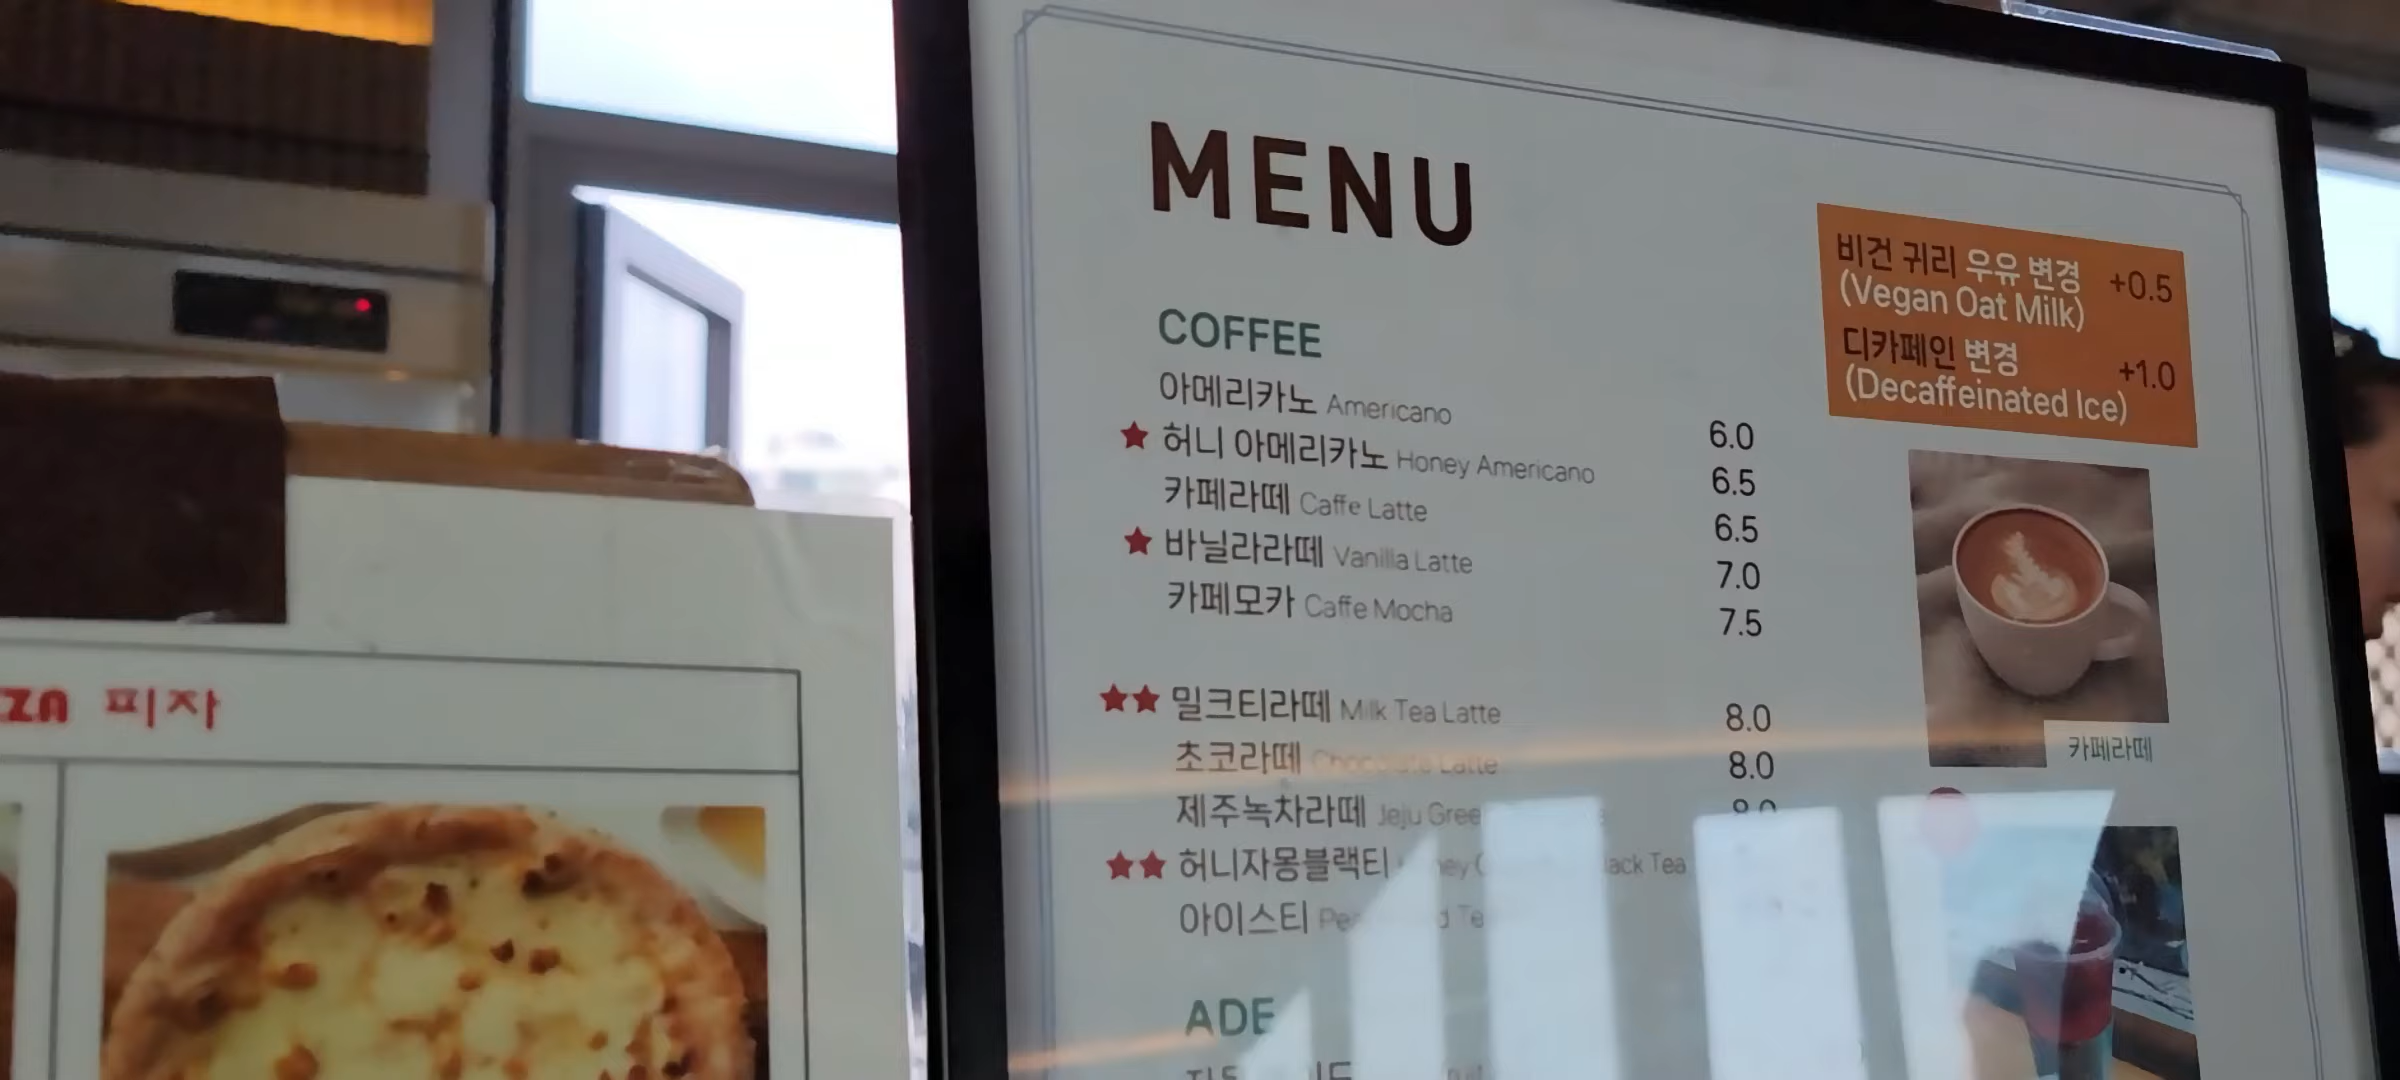 ZA 피자
MENU
비건 귀리 우유 변경 +0.5
(Vegan Oat Milk)
디카페인 변경 +1.0
(Decaffeinated Ice)
COFFEE
아메리카노 Americano 6.0
★ 허니 아메리카노 Honey Americano 6.5
카페라떼 Caffe Latte 6.5
★ 바닐라라떼 Vanilla Latte 7.0
카페모카 Caffe Mocha 7.5
★★ 밀크티라떼 Milk Tea Latte 8.0
초코라떼 Chocolate Latte 8.0
제주녹차라떼 Jeju
★★ 허니자몽블랙티 Tea
아이스티
카페라떼
ADE